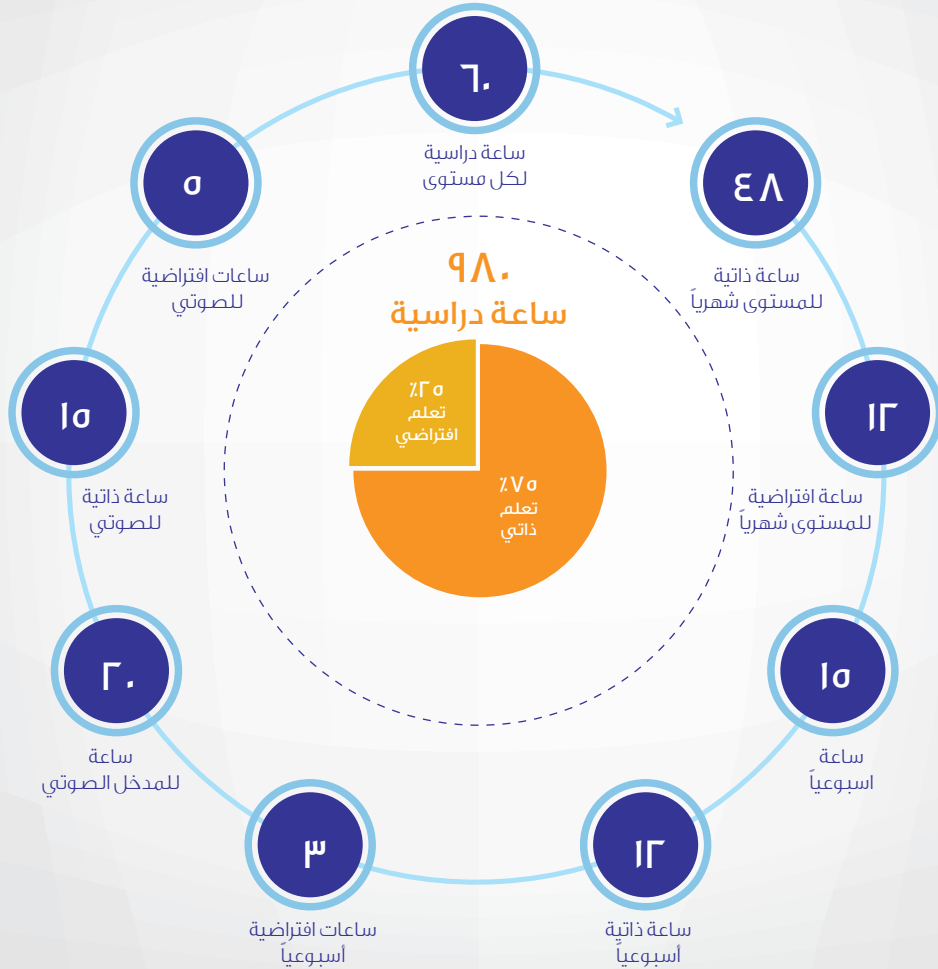 ٦٠
ساعة دراسية
لكل مستوى
٤٨
ساعة ذاتية
للمستوى شهرياً
١٢
ساعة افتراضية
للمستوى شهرياً
١٥
ساعة
اسبوعياً
١٢
ساعة ذاتية
أسبوعياً
٣
ساعات افتراضية
أسبوعياً
٢٠
ساعة
للمدخل الصوتي
١٥
ساعة ذاتية
للصوتي
٥
ساعات افتراضية
للصوتي
٩٨٠
ساعة دراسية
٪٢٥
تعلم
افتراضي
٪٧٥
تعلم
ذاتي